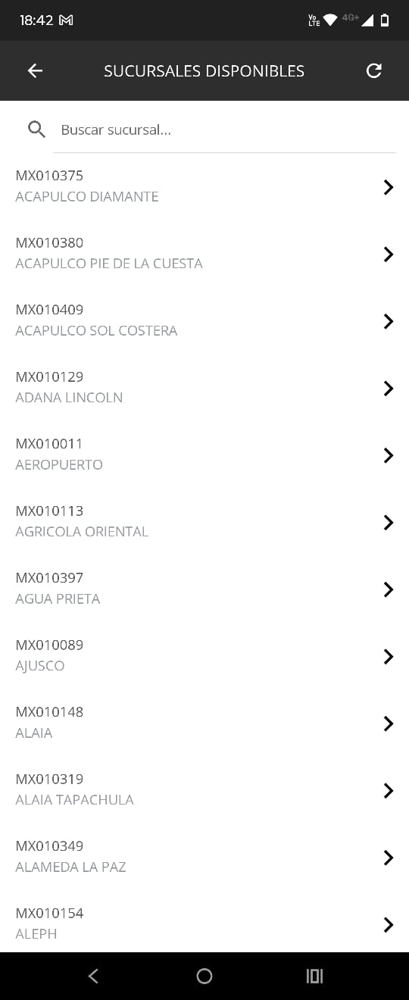 18:42
Vo LTE 4G+
SUCURSALES DISPONIBLES
Buscar sucursal...
MX010375
ACAPULCO DIAMANTE
MX010380
ACAPULCO PIE DE LA CUESTA
MX010409
ACAPULCO SOL COSTERA
MX010129
ADANA LINCOLN
MX010011
AEROPUERTO
MX010113
AGRICOLA ORIENTAL
MX010397
AGUA PRIETA
MX010089
AJUSCO
MX010148
ALAIA
MX010319
ALAIA TAPACHULA
MX010349
ALAMEDA LA PAZ
MX010154
ALEPH